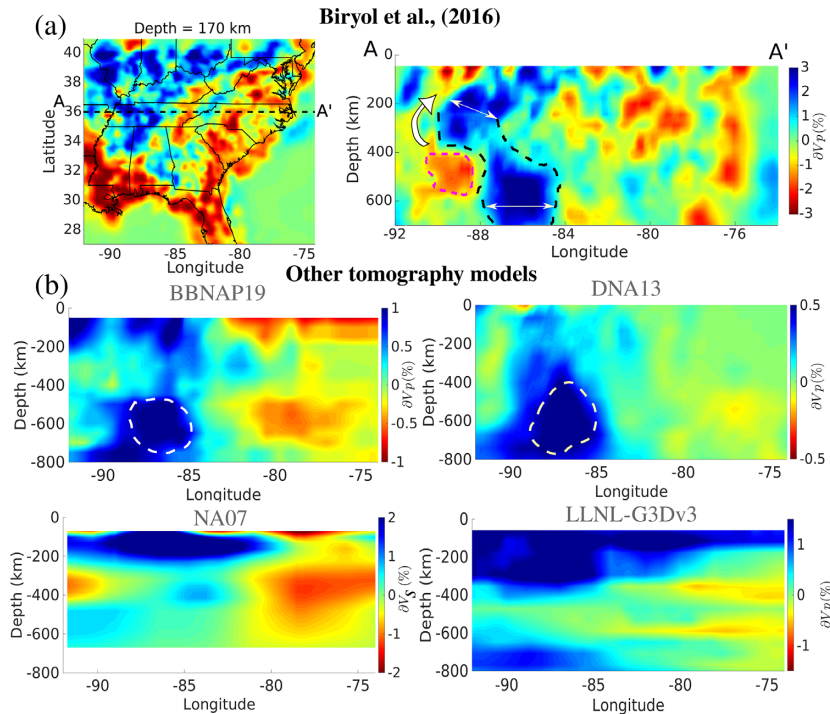 Biryol et al., (2016)
(a)
Depth = 170 km
A
A'
40
38
36
34
32
30
28
Latitude
A
A'
-90
-85
-80
-75
Longitude
0
200
400
600
Depth (km)
-92
-88
-84
-80
-76
Longitude
3
2
1
0
-1
-2
-3
∂Vp(%)
Other tomography models
(b)
BBNAP19
0
-200
-400
-600
-800
Depth (km)
-90
-85
-80
-75
Longitude
1
0.5
0
-0.5
-1
∂Vp(%)
DNA13
0
-200
-400
-600
-800
Depth (km)
-90
-85
-80
-75
Longitude
0.5
0
-0.5
∂Vp(%)
NA07
0
-200
-400
-600
-800
Depth (km)
-90
-85
-80
-75
Longitude
2
1
0
-1
-2
∂Vs(%)
LLNL-G3Dv3
0
-200
-400
-600
-800
Depth (km)
-90
-85
-80
-75
Longitude
1
0
-1
∂Vp(%)